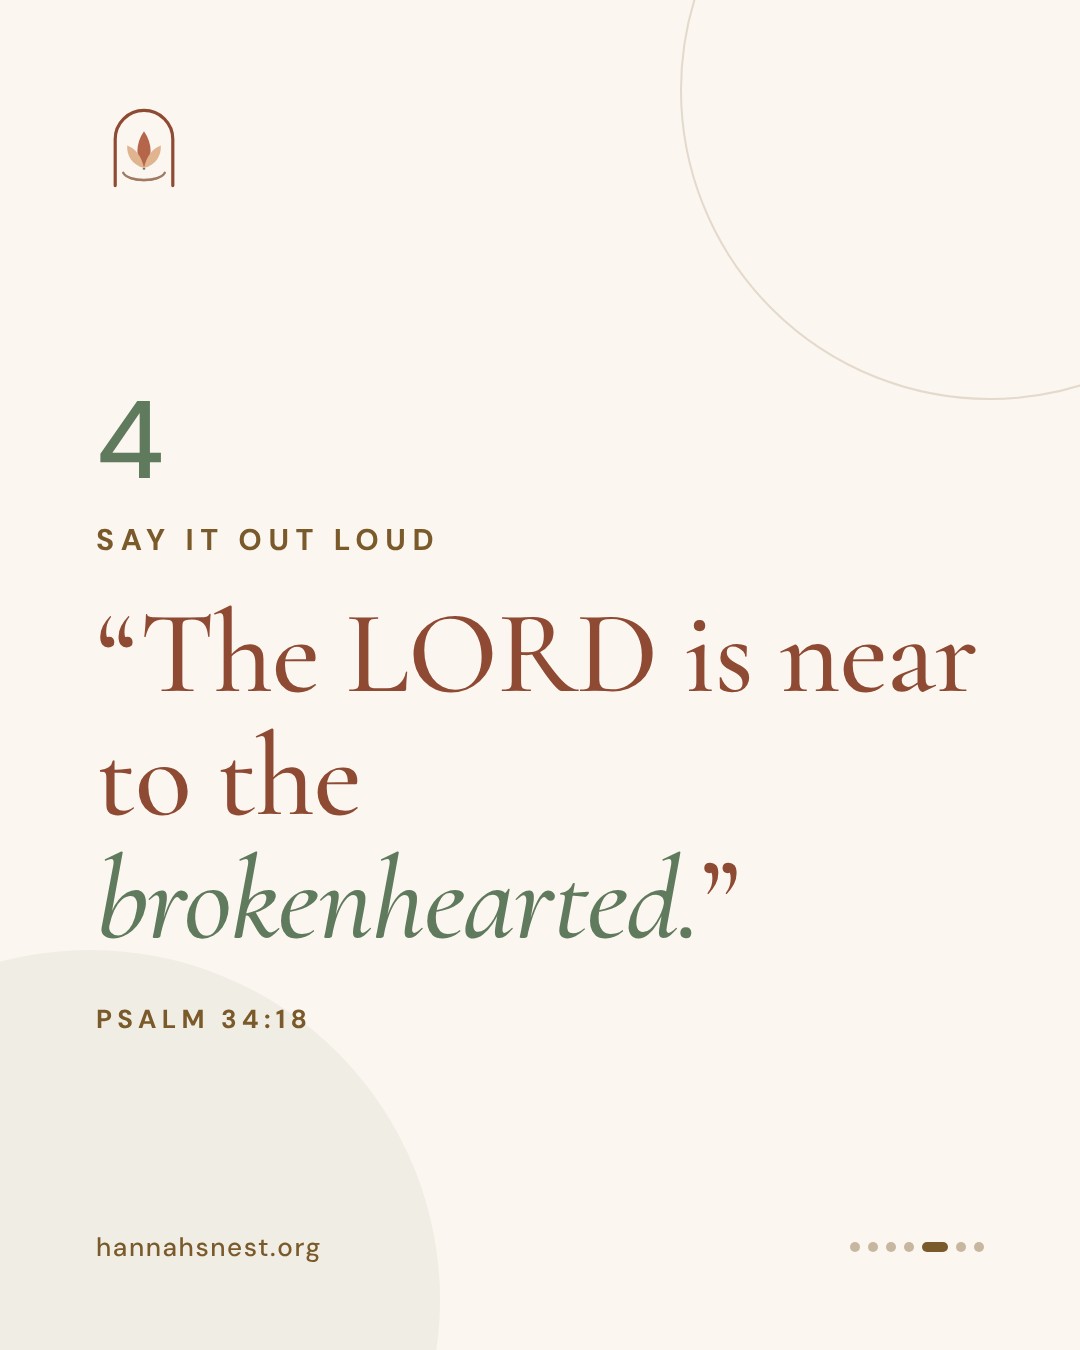 4
SAY IT OUT LOUD
“The LORD is near
to the
brokenhearted.”
PSALM 34:18
hannahsnest.org